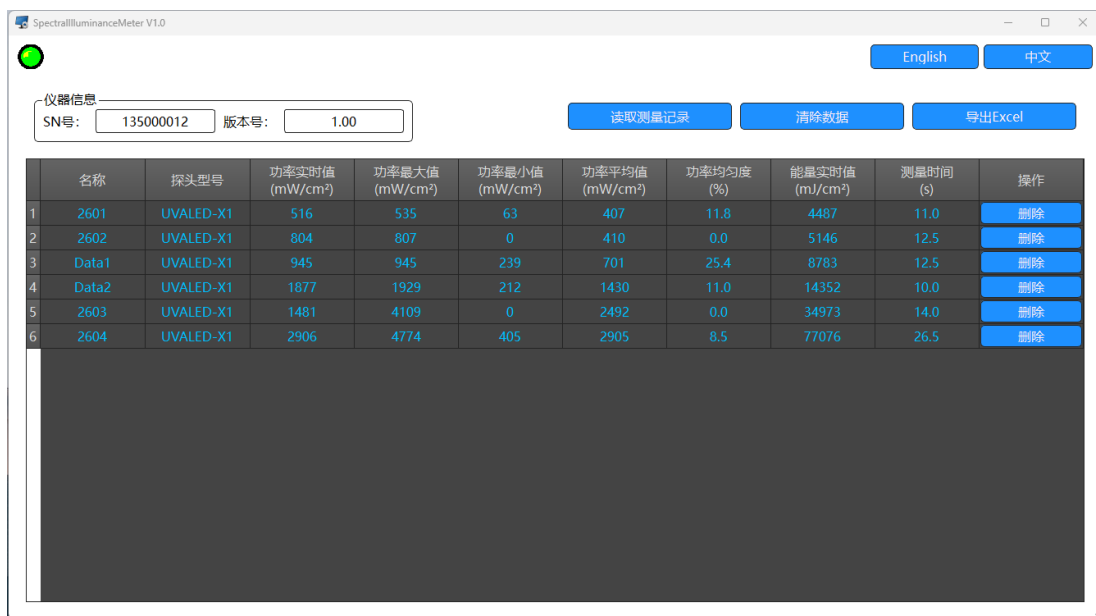 SpectralIlluminanceMeter V1.0
English 中文
仪器信息
SN号: 135000012 版本号: 1.00
读取测量记录 清除数据 导出Excel
名称 探头型号 功率实时值 (mW/cm²) 功率最大值 (mW/cm²) 功率最小值 (mW/cm²) 功率平均值 (mW/cm²) 功率均匀度 (%) 能量实时值 (mJ/cm²) 测量时间 (s) 操作
1 2601 UVALED-X1 516 535 63 407 11.8 4487 11.0 删除
2 2602 UVALED-X1 804 807 0 410 0.0 5146 12.5 删除
3 Data1 UVALED-X1 945 945 239 701 25.4 8783 12.5 删除
4 Data2 UVALED-X1 1877 1929 212 1430 11.0 14352 10.0 删除
5 2603 UVALED-X1 1481 4109 0 2492 0.0 34973 14.0 删除
6 2604 UVALED-X1 2906 4774 405 2905 8.5 77076 26.5 删除